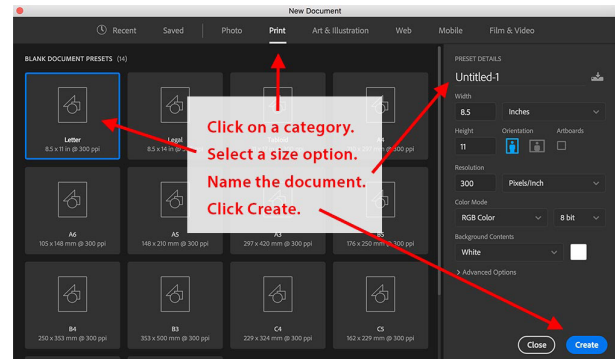 New Document
Recent Saved Photo Print Art & Illustration Web Mobile Film & Video
BLANK DOCUMENT PRESETS (14)
PRESET DETAILS
Untitled-1
Width
8.5 Inches
Height Orientation Artboards
11
Resolution
300 Pixels/Inch
Color Mode
RGB Color 8 bit
Background Contents
White
> Advanced Options
Close Create
Letter
8.5 x 11 in @ 300 ppi
Legal
8.5 x 14 in @
A6
105 x 148 mm @ 300 ppi
A5
148 x 210 mm @ 300 ppi
A3
297 x 420 mm @ 300 ppi
B5
176 x 250 mm @ 300 ppi
B4
250 x 353 mm @ 300 ppi
B3
353 x 500 mm @ 300 ppi
C4
229 x 324 mm @ 300 ppi
C5
162 x 229 mm @ 300 ppi
Click on a category.
Select a size option.
Name the document.
Click Create.